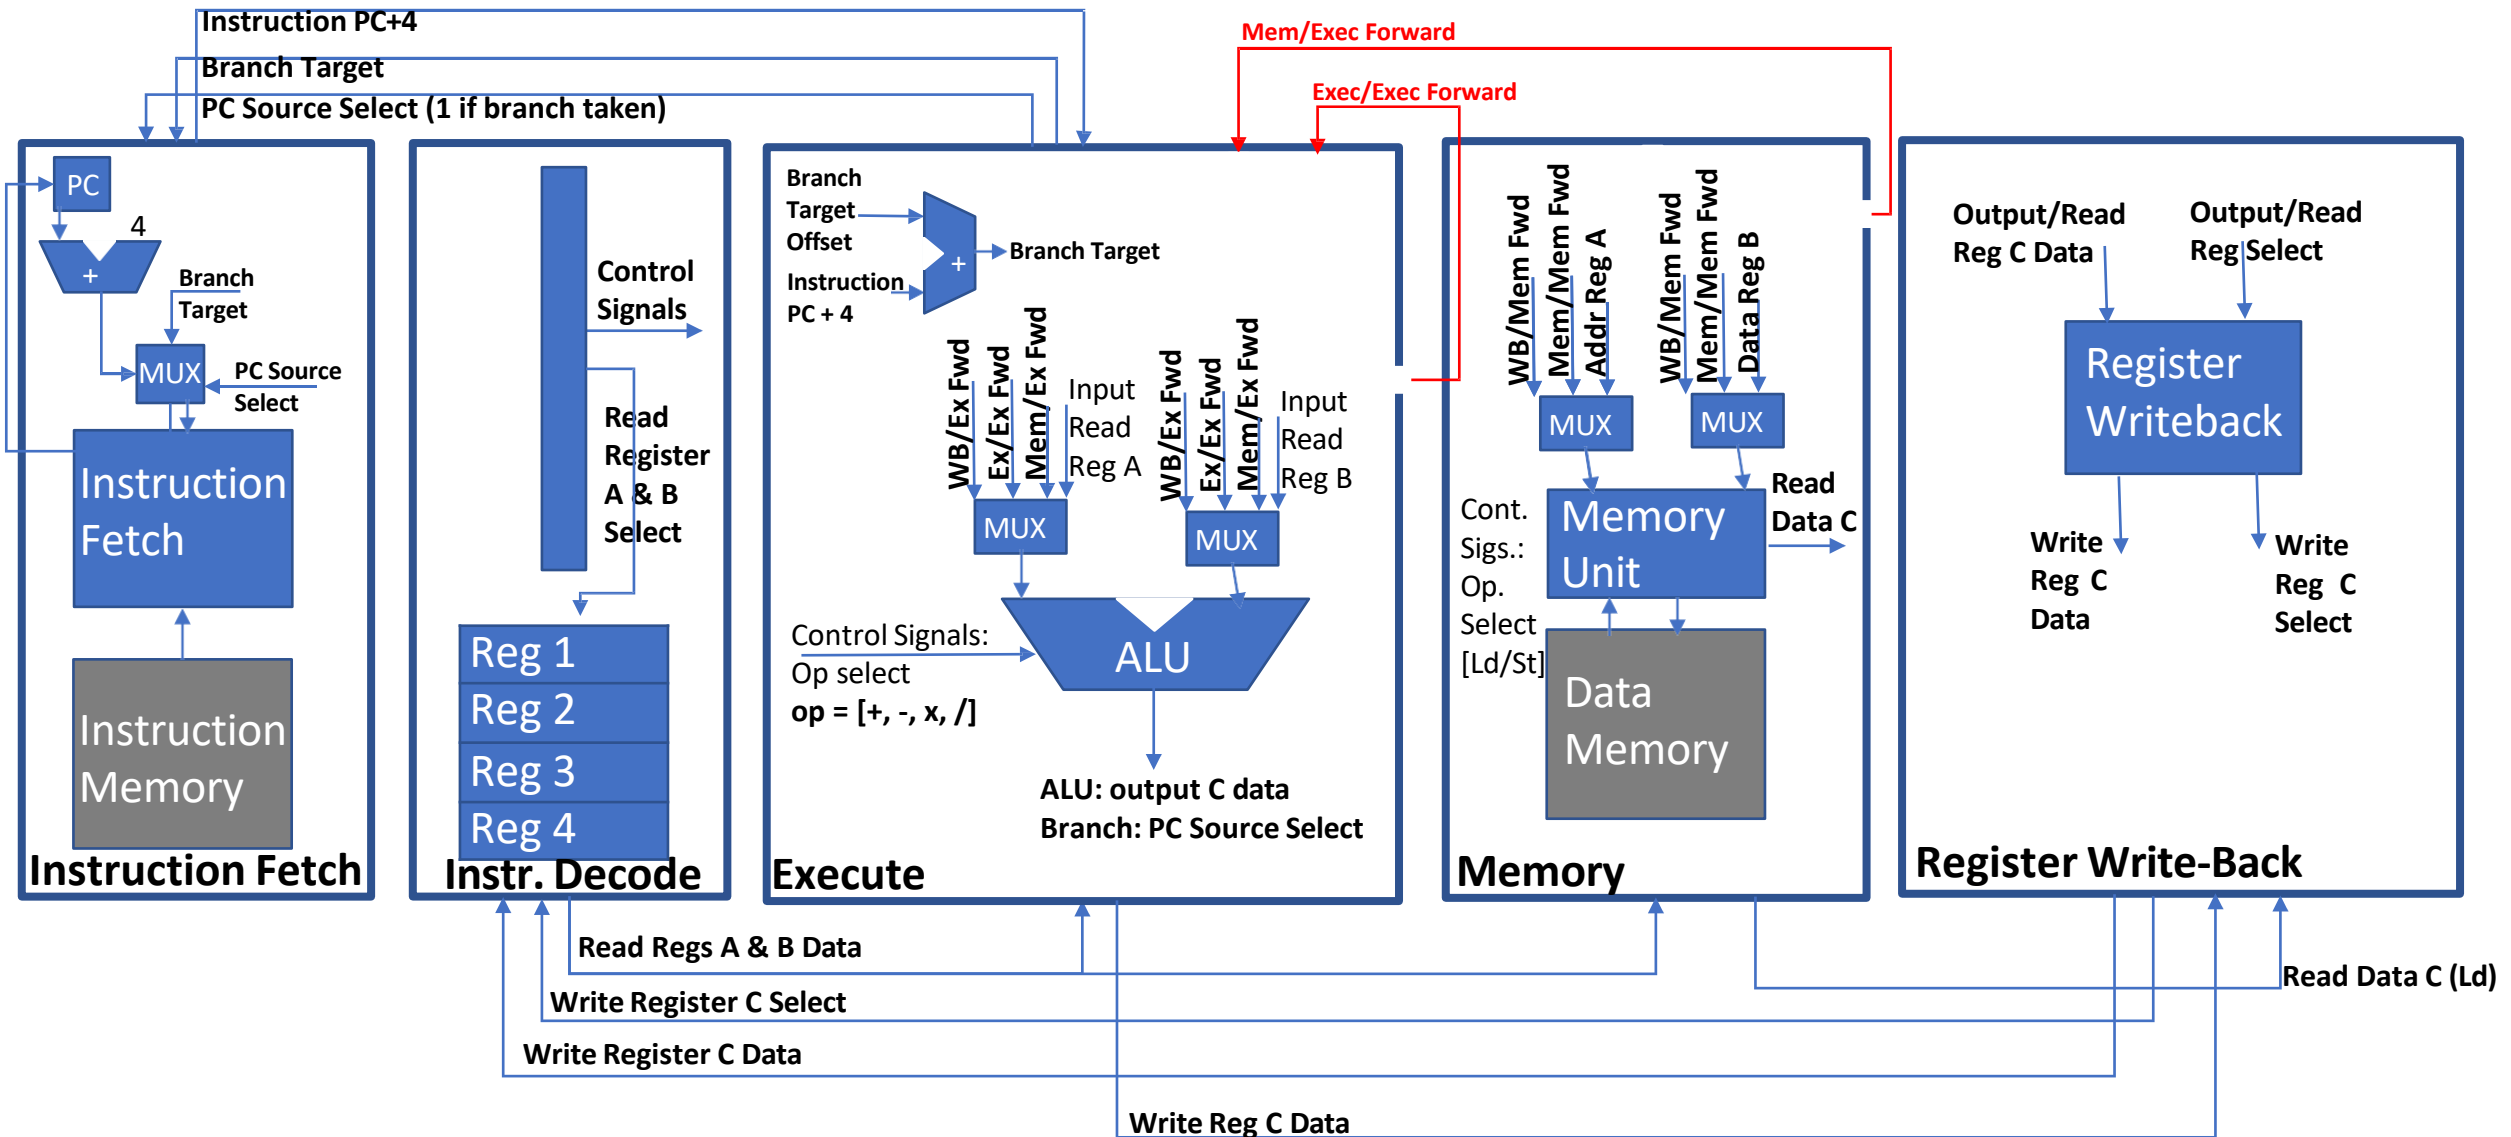 Instruction PC+4
Branch Target
PC Source Select (1 if branch taken)
Mem/Exec Forward
Exec/Exec Forward
PC
4
+
Branch
Target
MUX
PC Source
Select
Instruction
Fetch
Instruction
Memory
Instruction Fetch
Control
Signals
Read
Register
A & B
Select
Reg 1
Reg 2
Reg 3
Reg 4
Instr. Decode
Branch
Target
Offset
Instruction
PC + 4
+
Branch Target
WB/Ex Fwd
Ex/Ex Fwd
Mem/Ex Fwd
Input
Read
Reg A
WB/Ex Fwd
Ex/Ex Fwd
Mem/Ex Fwd
Input
Read
Reg B
MUX
MUX
Control Signals:
Op select
op = [+, -, x, /]
ALU
ALU: output C data
Branch: PC Source Select
Execute
WB/Mem Fwd
Mem/Mem Fwd
Addr Reg A
WB/Mem Fwd
Mem/Mem Fwd
Data Reg B
MUX
MUX
Cont.
Sigs.:
Op.
Select
[Ld/St]
Memory
Unit
Read
Data C
Data
Memory
Memory
Output/Read
Reg C Data
Output/Read
Reg Select
Register
Writeback
Write
Reg C
Data
Write
Reg C
Select
Register Write-Back
Read Regs A & B Data
Write Register C Select
Write Register C Data
Write Reg C Data
Read Data C (Ld)